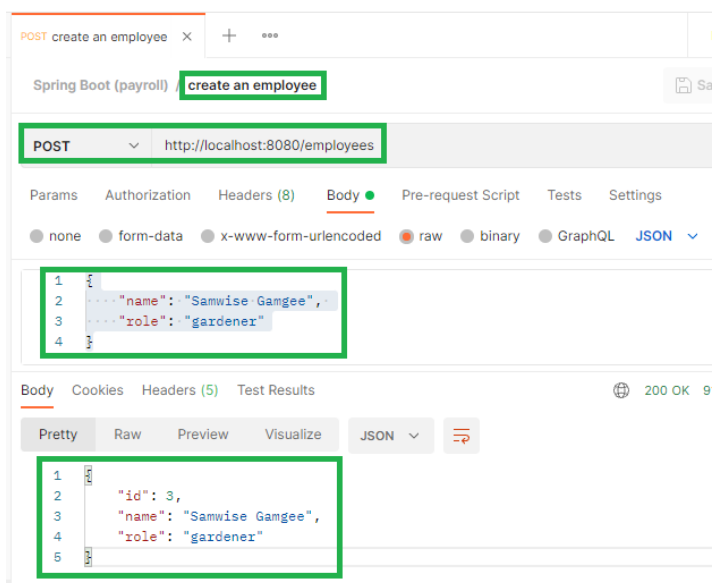 POST create an employee × + ooo
Spring Boot (payroll) / create an employee Sa
POST http://localhost:8080/employees
Params Authorization Headers (8) Body Pre-request Script Tests Settings
none form-data x-www-form-urlencoded raw binary GraphQL JSON
1 {
2 ····"name":·"Samwise·Gamgee",·
3 ····"role":·"gardener"
4 }
Body Cookies Headers (5) Test Results 200 OK 9
Pretty Raw Preview Visualize JSON
1 {
2 "id": 3,
3 "name": "Samwise Gamgee",
4 "role": "gardener"
5 }